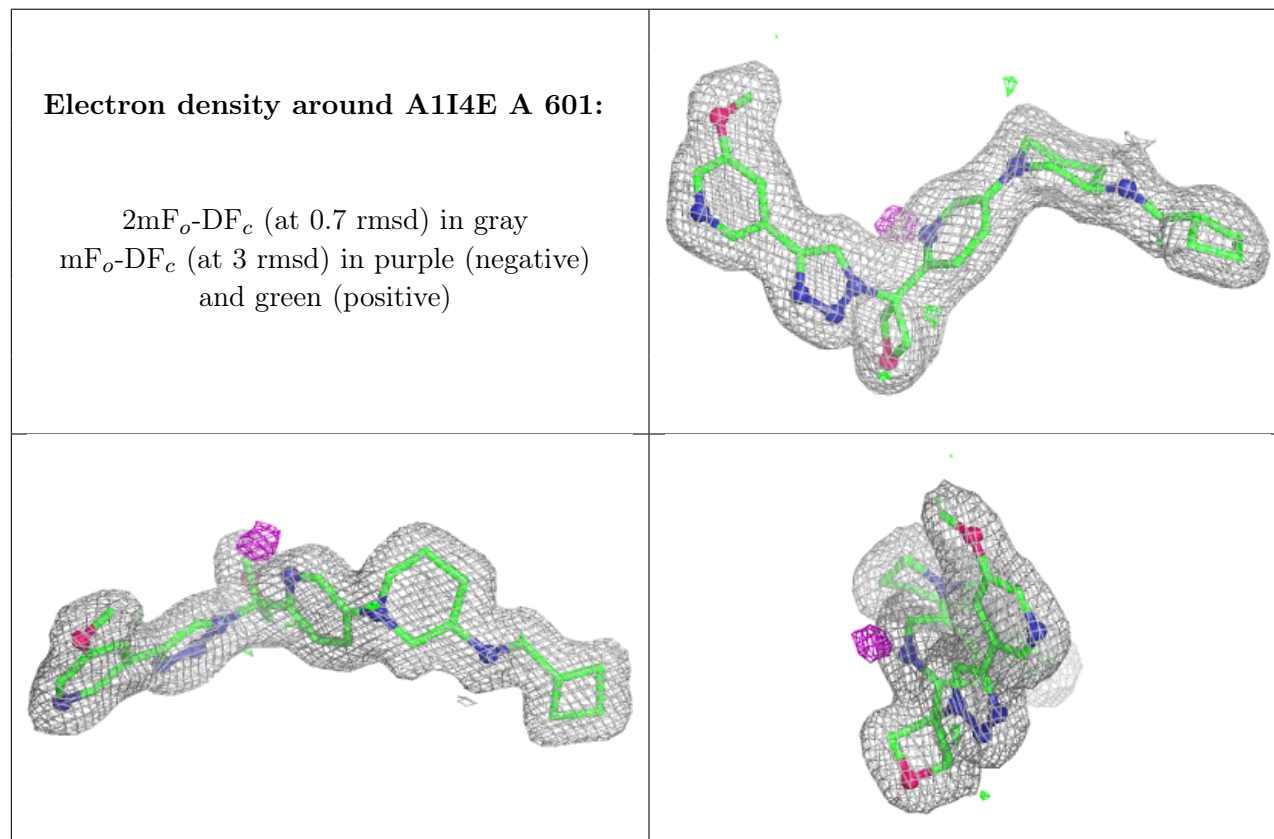 Electron density around A1I4E A 601:
2mFo-DFc (at 0.7 rmsd) in gray
mFo-DFc (at 3 rmsd) in purple (negative)
and green (positive)